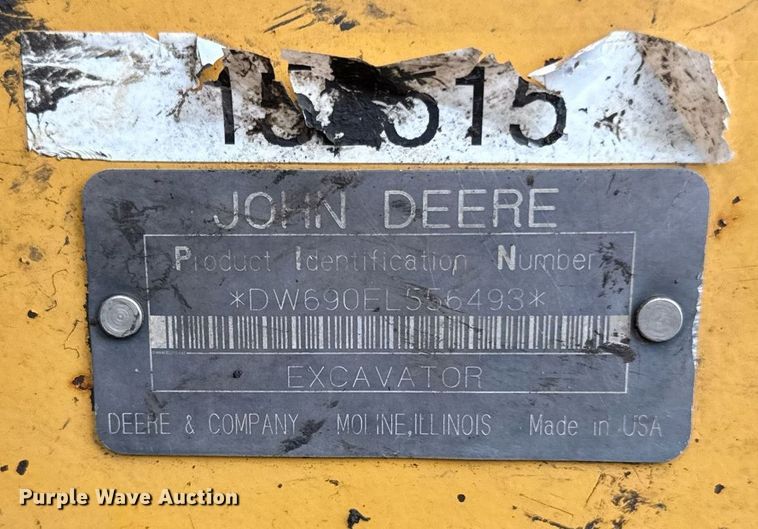 JOHN DEERE
Product Identification Number
*DW690EL556493*
EXCAVATOR
DEERE & COMPANY MOLINE, ILLINOIS Made in USA
Purple Wave Auction